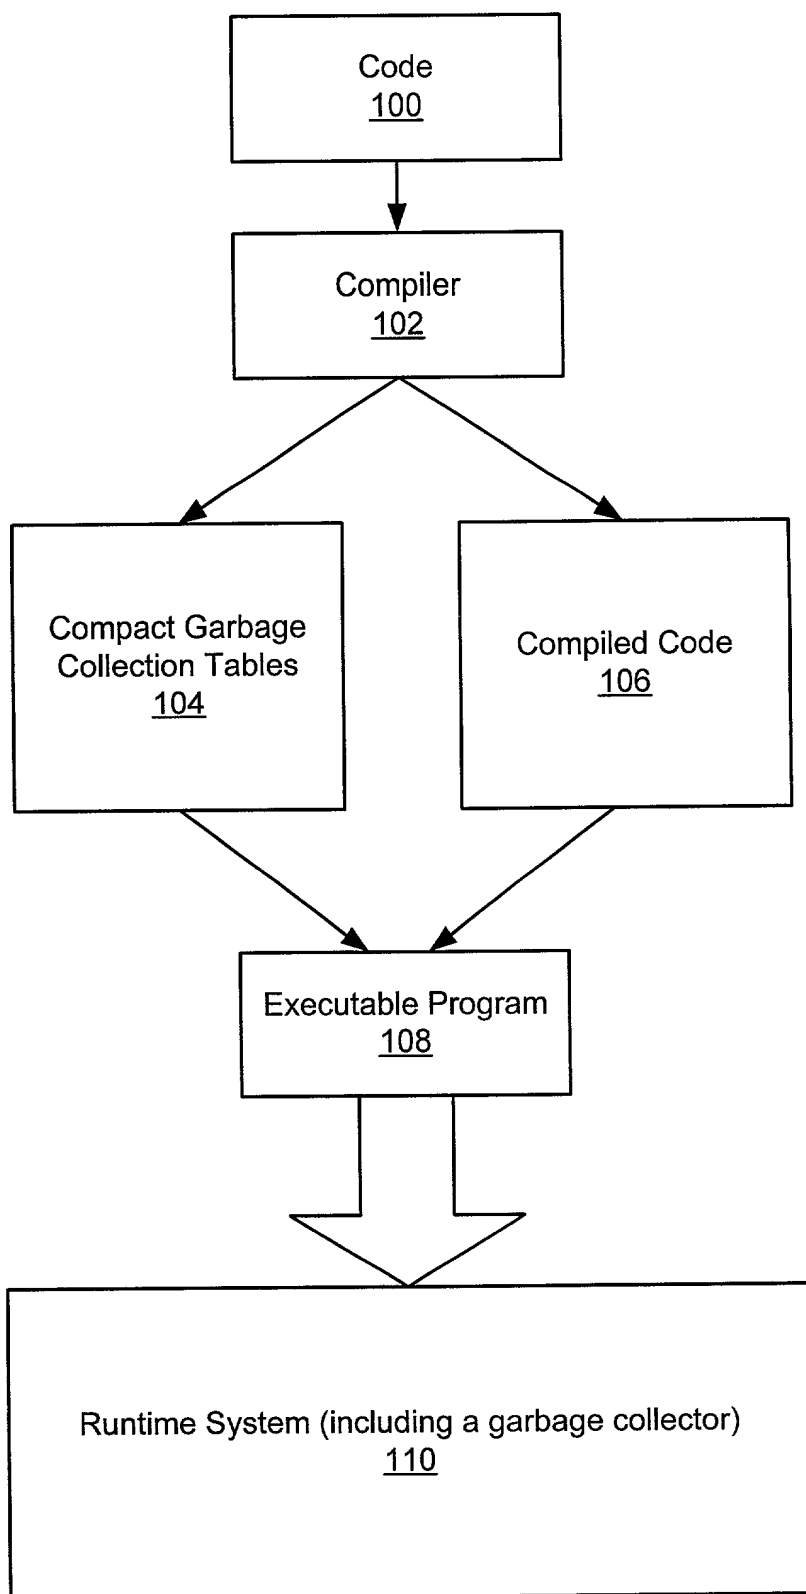 Code
100
Compiler
102
Compact Garbage
Collection Tables
104
Compiled Code
106
Executable Program
108
Runtime System (including a garbage collector)
110